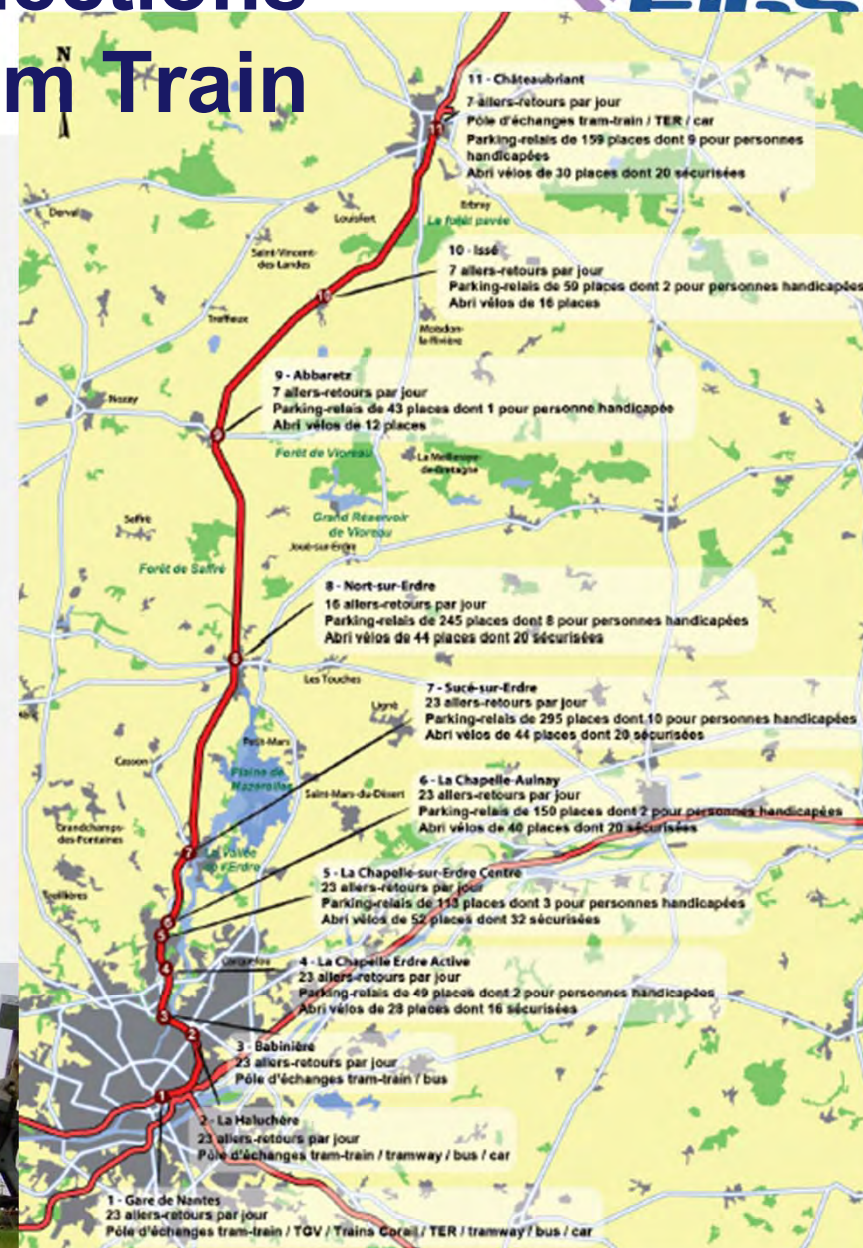 m Train
N
11 - Châteaubriant
7 allers-retours par jour
Pôle d'échanges tram-train / TER / car
Parking-relais de 159 places dont 9 pour personnes
handicapées
Abri vélos de 30 places dont 20 sécurisées
11
Derval
Louisfert
Erbray
La forêt pavée
Saint-Vincent-
des-Landes
10 - Issé
7 allers-retours par jour
Parking-relais de 59 places dont 2 pour personnes handicapées
Abri vélos de 16 places
10
Treffieux
Moisdon-
la-Rivière
9 - Abbaretz
7 allers-retours par jour
Parking-relais de 43 places dont 1 pour personne handicapée
Abri vélos de 12 places
Nozay
9
Forêt de Vioreau
La Meilleraye-
de-Bretagne
Saffré
Grand Réservoir
de Vioreau
Joué-sur-Erdre
Forêt de Saffré
8 - Nort-sur-Erdre
16 allers-retours par jour
Parking-relais de 245 places dont 8 pour personnes handicapées
Abri vélos de 44 places dont 20 sécurisées
8
Les Touches
7 - Sucé-sur-Erdre
23 allers-retours par jour
Parking-relais de 295 places dont 10 pour personnes handicapées
Abri vélos de 44 places dont 20 sécurisées
Ligné
Petit-Mars
Casson
Plaine de
Mazerolles
Saint-Mars-du-Désert
6 - La Chapelle-Aulnay
23 allers-retours par jour
Parking-relais de 150 places dont 2 pour personnes handicapées
Abri vélos de 40 places dont 20 sécurisées
Grandchamps-
des-Fontaines
7
La Vallée
de l'Erdre
5 - La Chapelle-sur-Erdre Centre
23 allers-retours par jour
Parking-relais de 113 places dont 3 pour personnes handicapées
Abri vélos de 52 places dont 32 sécurisées
Treillières
6
5
4 - La Chapelle Erdre Active
23 allers-retours par jour
Parking-relais de 49 places dont 2 pour personnes handicapées
Abri vélos de 28 places dont 16 sécurisées
Carquefou
4
3
2
3 - Babinière
23 allers-retours par jour
Pôle d'échanges tram-train / bus
1
2 - La Haluchère
23 allers-retours par jour
Pôle d'échanges tram-train / tramway / bus / car
1 - Gare de Nantes
23 allers-retours par jour
Pôle d'échanges tram-train / TGV / Trains Corail / TER / tramway / bus / car